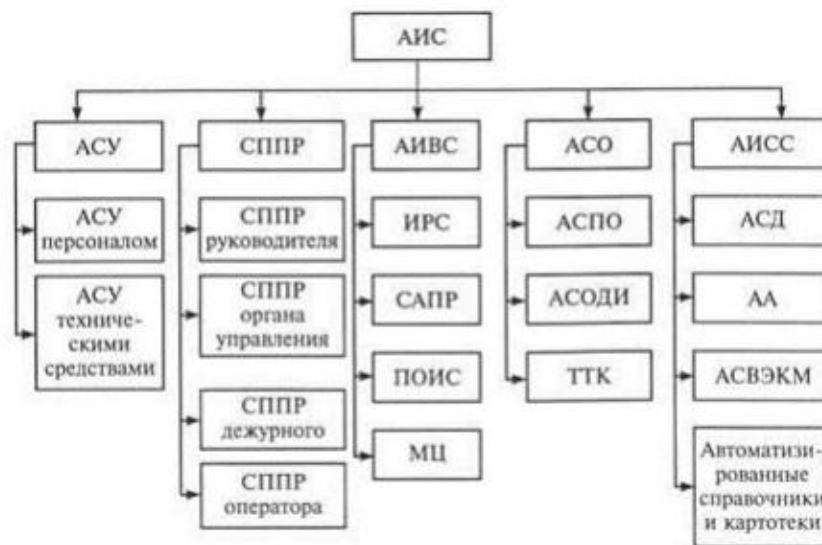 АИС
АСУ
АСУ
персоналом
АСУ
техниче-
скими
средствами
СППР
СППР
руководителя
СППР
органа
управления
СППР
дежурного
СППР
оператора
АИВС
ИРС
САПР
ПОИС
МЦ
АСО
АСПО
АСОДИ
ТТК
АИСС
АСД
АА
АСВЭКМ
Автоматизи-
рованные
справочники
и картотеки